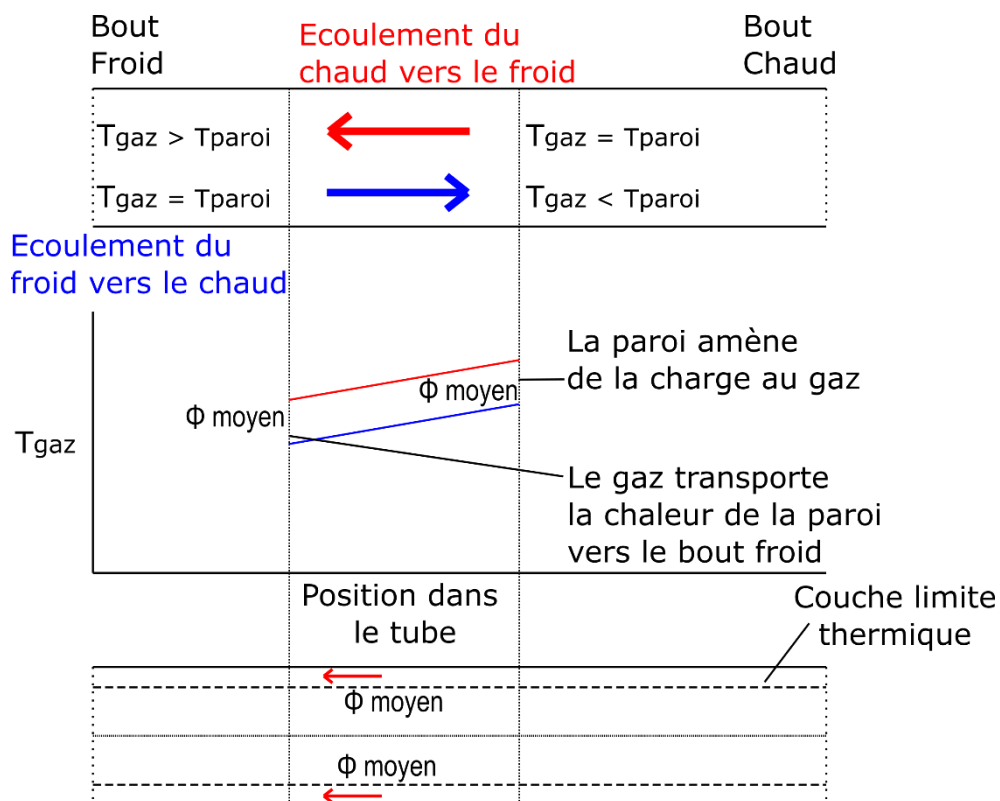 Bout
Froid
Ecoulement du
chaud vers le froid
Bout
Chaud
Tgaz > Tparoi
Tgaz = Tparoi
Tgaz = Tparoi
Tgaz < Tparoi
Ecoulement du
froid vers le chaud
La paroi amène
de la charge au gaz
Φ moyen
Φ moyen
Tgaz
Le gaz transporte
la chaleur de la paroi
vers le bout froid
Position dans
le tube
Couche limite
thermique
Φ moyen
Φ moyen